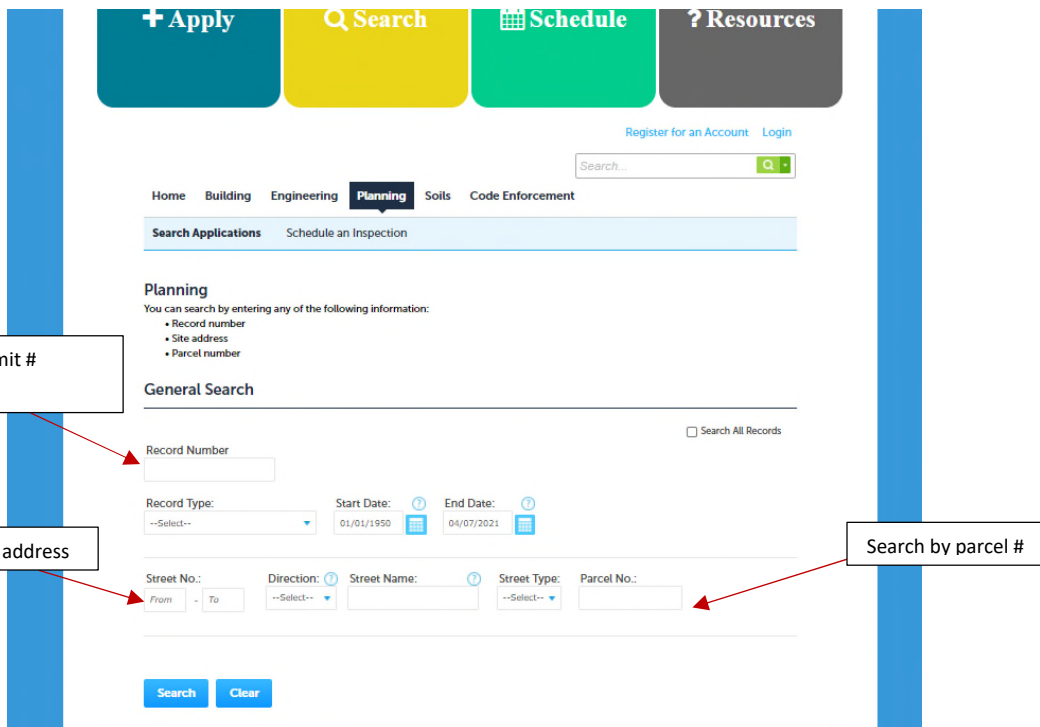 + Apply Search Schedule ? Resources
Register for an Account Login
Search...
Home Building Engineering Planning Soils Code Enforcement
Search Applications Schedule an Inspection
Planning
You can search by entering any of the following information:
• Record number
• Site address
• Parcel number
mit #
General Search
Search All Records
Record Number
Record Type: Start Date: ? End Date: ?
--Select-- 01/01/1950 04/07/2021
address
Search by parcel #
Street No.: Direction: ? Street Name: ? Street Type: Parcel No.:
From - To --Select-- --Select--
Search Clear